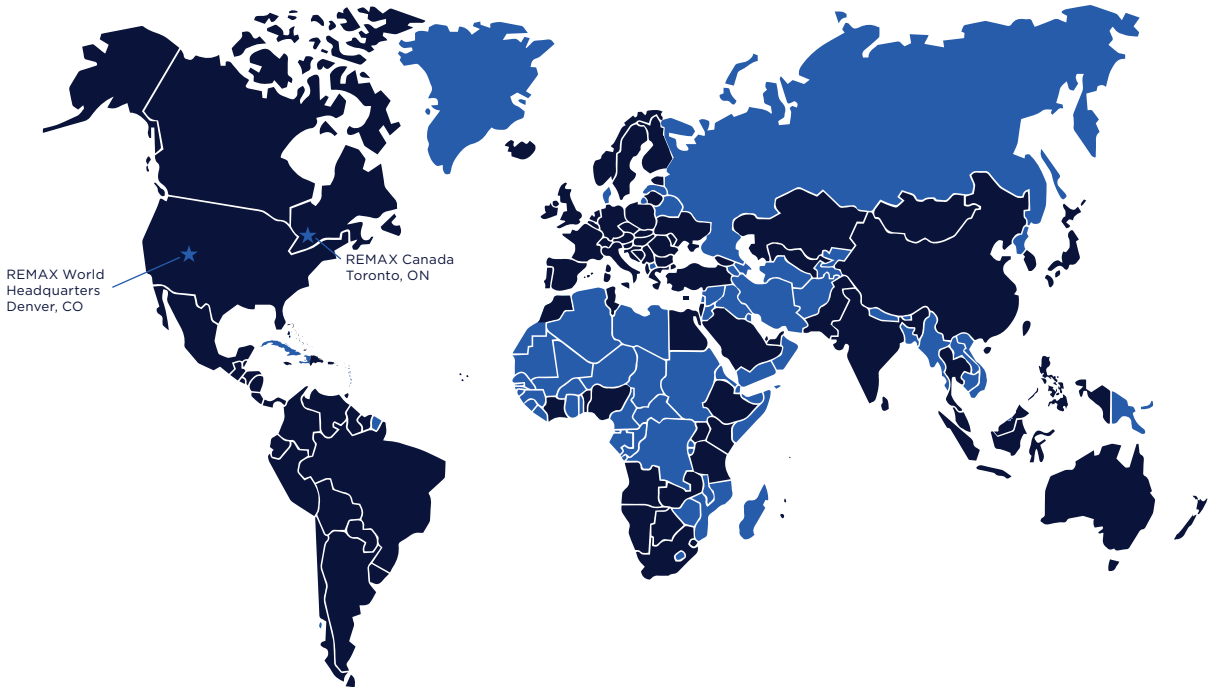 REMAX World
Headquarters
Denver, CO
REMAX Canada
Toronto, ON